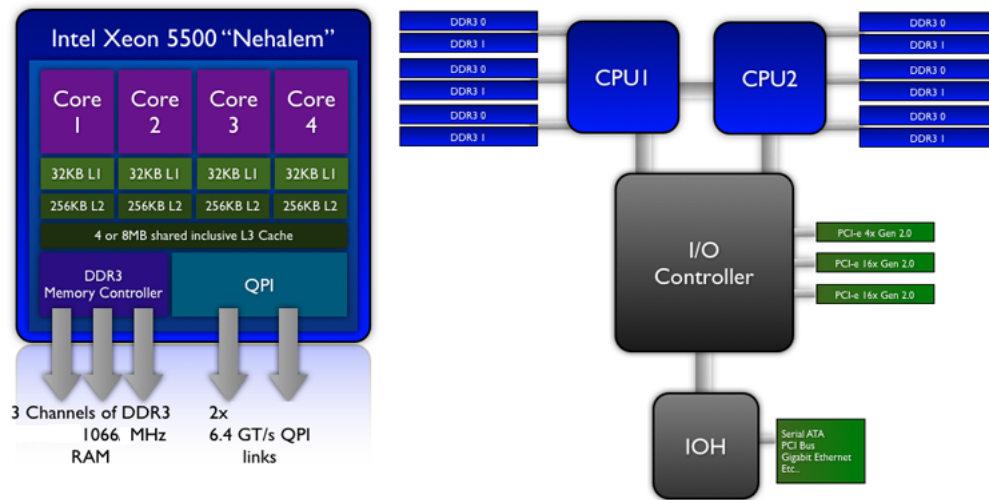 Intel Xeon 5500 “Nehalem”
Core
1
Core
2
Core
3
Core
4
32KB L1
32KB L1
32KB L1
32KB L1
256KB L2
256KB L2
256KB L2
256KB L2
4 or 8MB shared inclusive L3 Cache
DDR3
Memory Controller
QPI
3 Channels of DDR3
1066/ MHz
RAM
2x
6.4 GT/s QPI
links
DDR3 0
DDR3 1
DDR3 0
DDR3 1
DDR3 0
DDR3 1
CPU1
CPU2
DDR3 0
DDR3 1
DDR3 0
DDR3 1
DDR3 0
DDR3 1
I/O
Controller
PCI-e 4x Gen 2.0
PCI-e 16x Gen 2.0
PCI-e 16x Gen 2.0
IOH
Serial ATA
PCI Bus
Gigabit Ethernet
Etc..